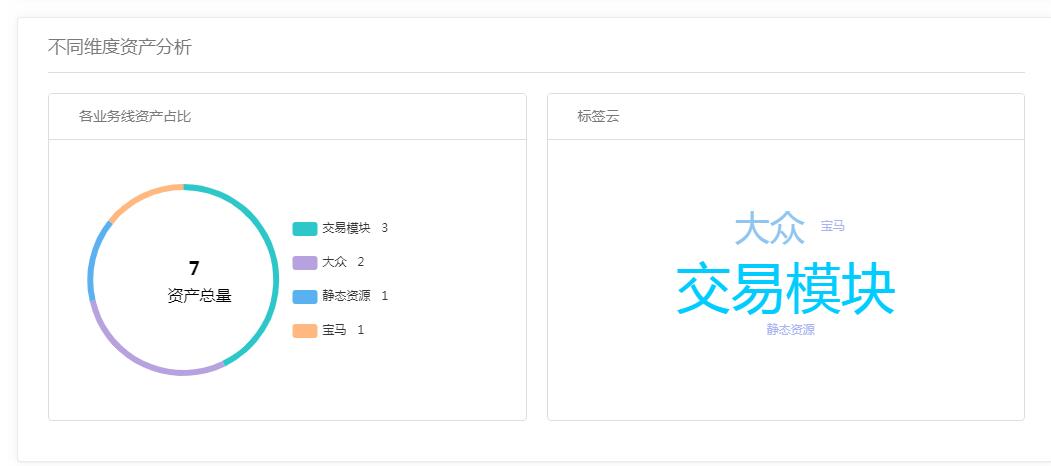 不同维度资产分析
各业务线资产占比
7
资产总量
交易模块 3
大众 2
静态资源 1
宝马 1
标签云
大众 宝马
交易模块
静态资源